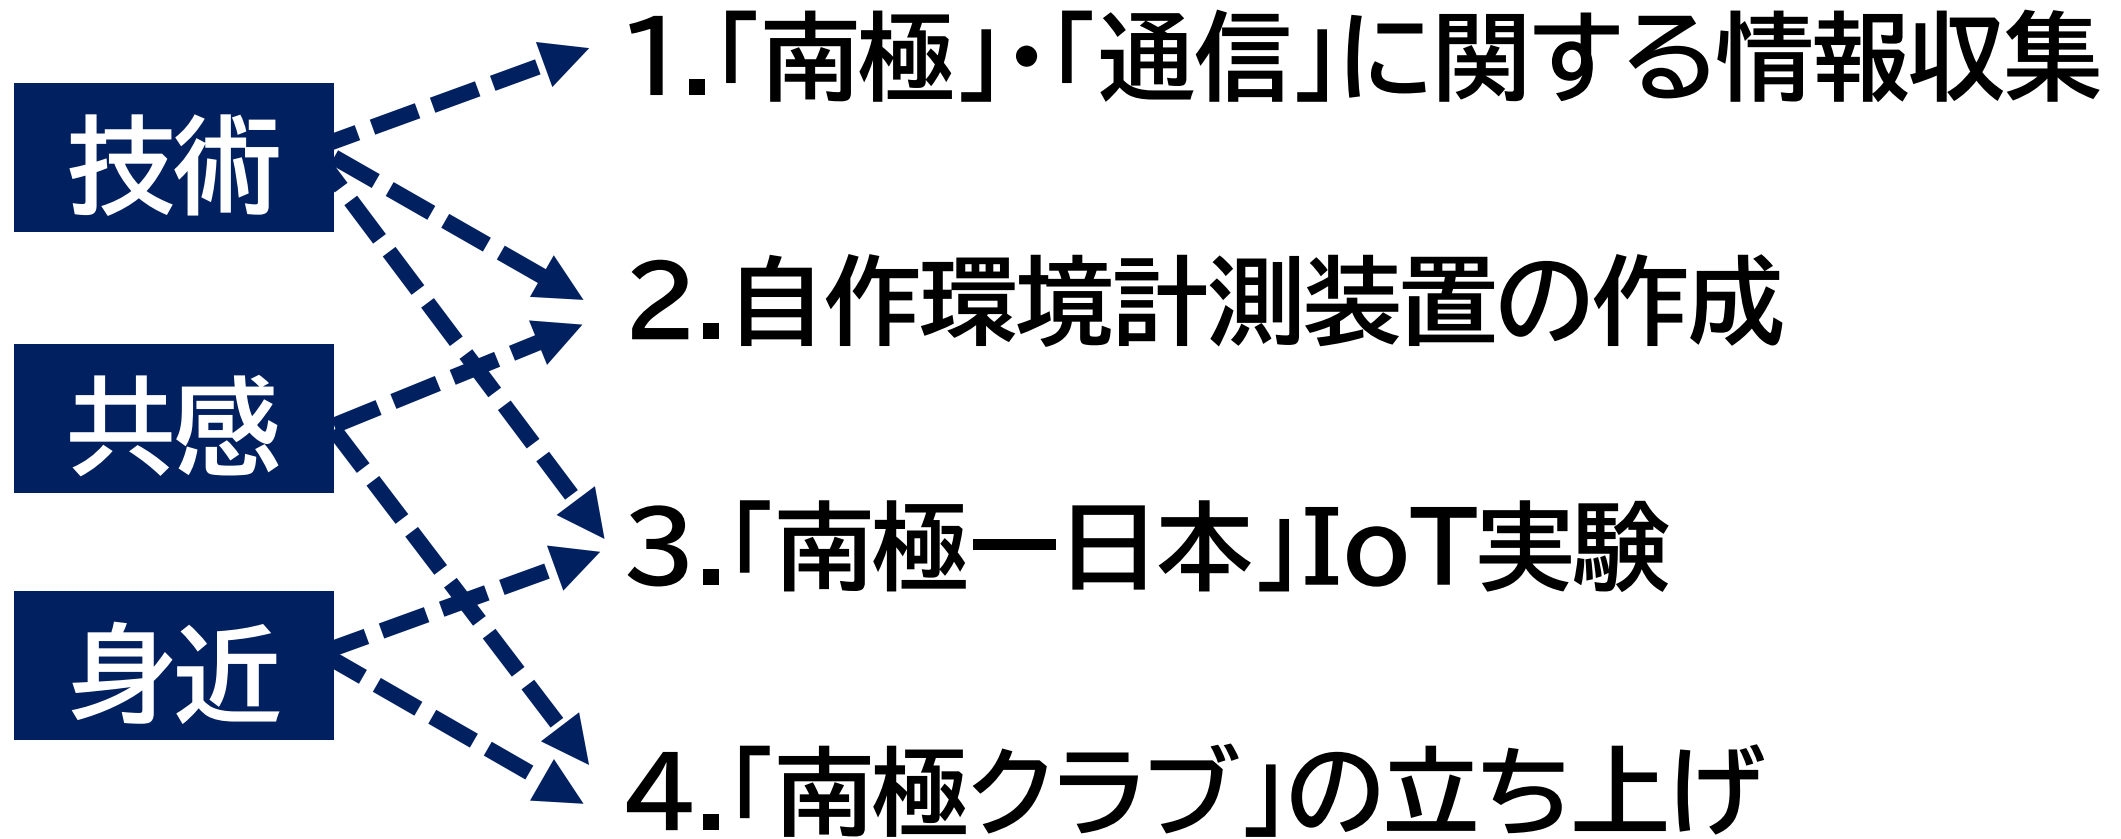 技術
共感
身近
1.「南極」・「通信」に関する情報収集
2.自作環境計測装置の作成
3.「南極ー日本」IoT実験
4.「南極クラブ」の立ち上げ